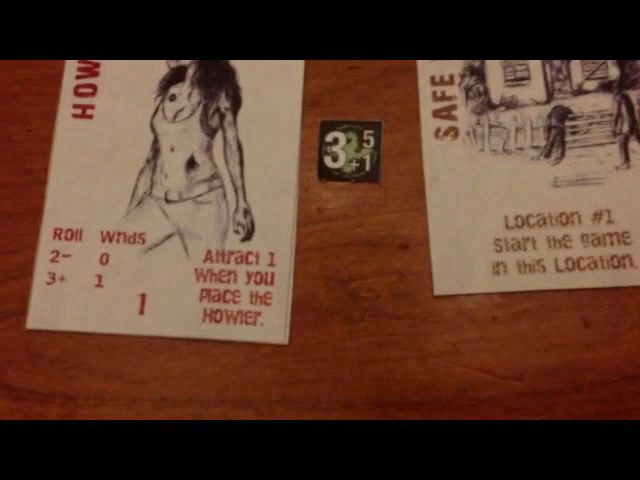 HOW
Roll Wnds
2- 0
3+ 1
1
Attract 1
When you
Place the
Howler.
3 5
+1
SAFE
Location #1
Start the game
in this Location.